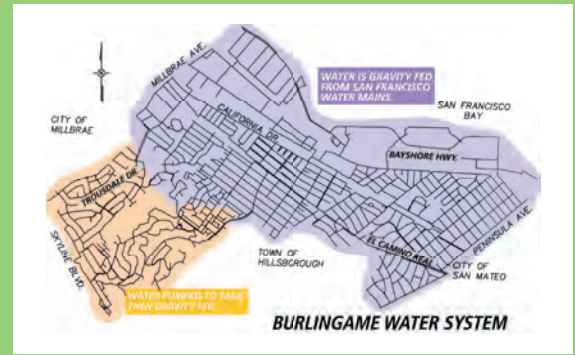 MILLBRAE AVE.
WATER IS GRAVITY FED
FROM SAN FRANCISCO
WATER MAINS.
SAN FRANCISCO
BAY
CITY OF
MILLBRAE
CALIFORNIA DR.
BAYSHORE HWY.
TROUSDALE DR.
SKYLINE BLVD.
EL CAMINO REAL
PENINSULA AVE.
TOWN OF
HILLSBOROUGH
CITY OF
SAN MATEO
WATER PUMPED TO TANK
THEN GRAVITY FED.
BURLINGAME WATER SYSTEM